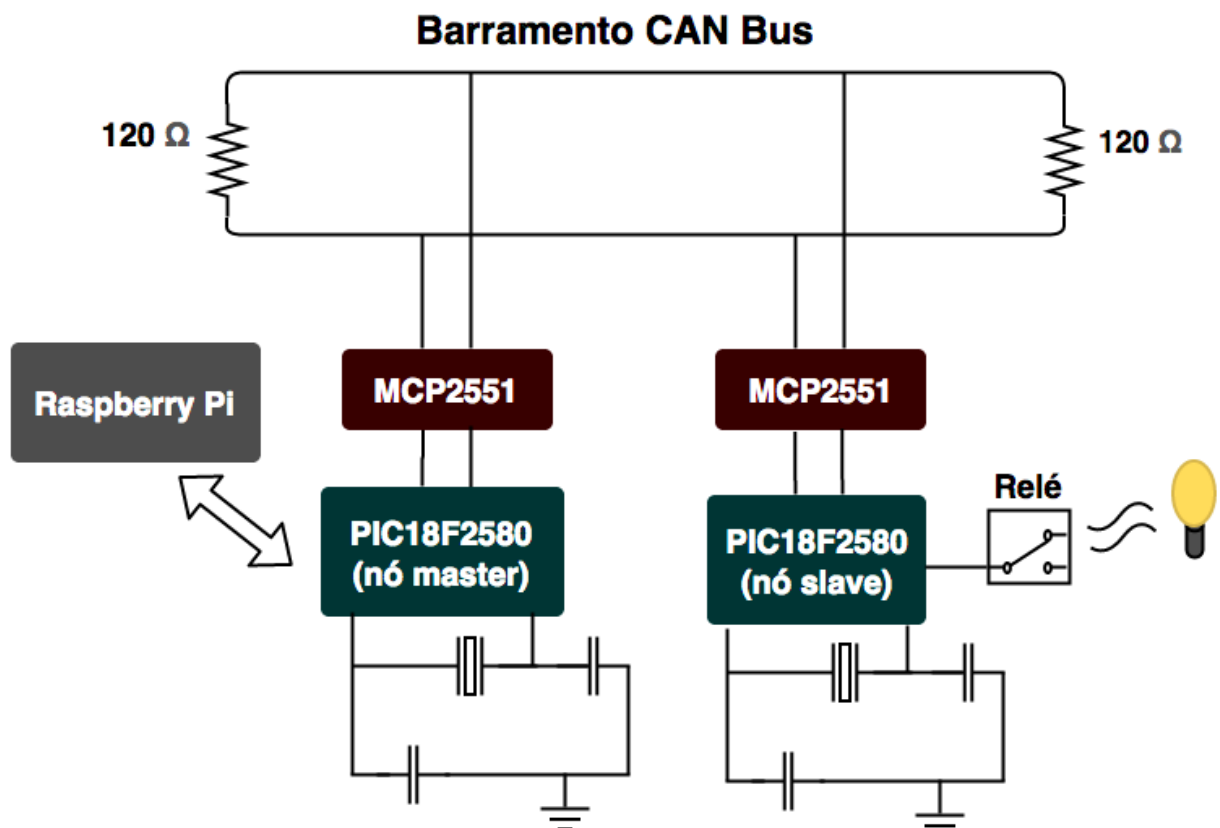 Barramento CAN Bus
120 Ω
120 Ω
Raspberry Pi
MCP2551
MCP2551
PIC18F2580
(nó master)
PIC18F2580
(nó slave)
Relé